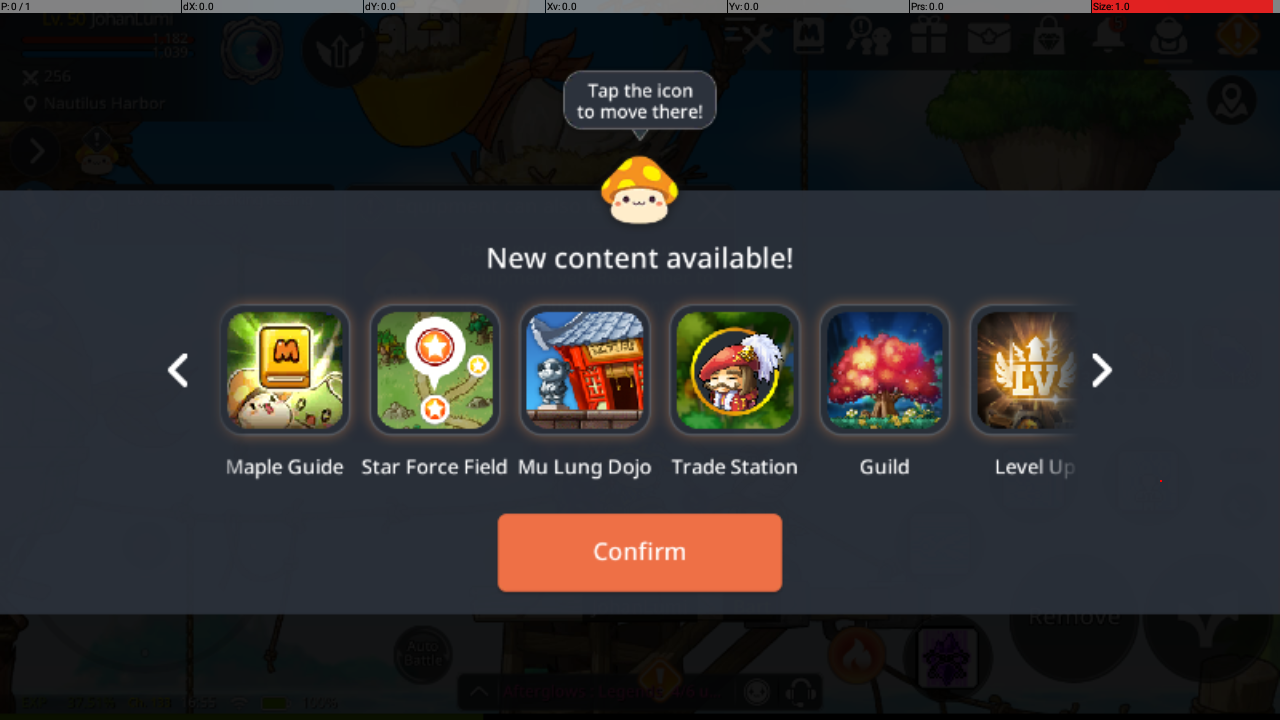 P: 0 / 1
dX: 0.0
dY: 0.0
Xv: 0.0
Yv: 0.0
Prs: 0.0
Size: 1.0
Lv. 50 JohanLumi
1,182
1,039
256
Nautilus Harbor
Tap the icon
to move there!
New content available!
M
LV
Maple Guide
Star Force Field
Mu Lung Dojo
Trade Station
Guild
Level Up
Confirm
Remove
Auto
Battle